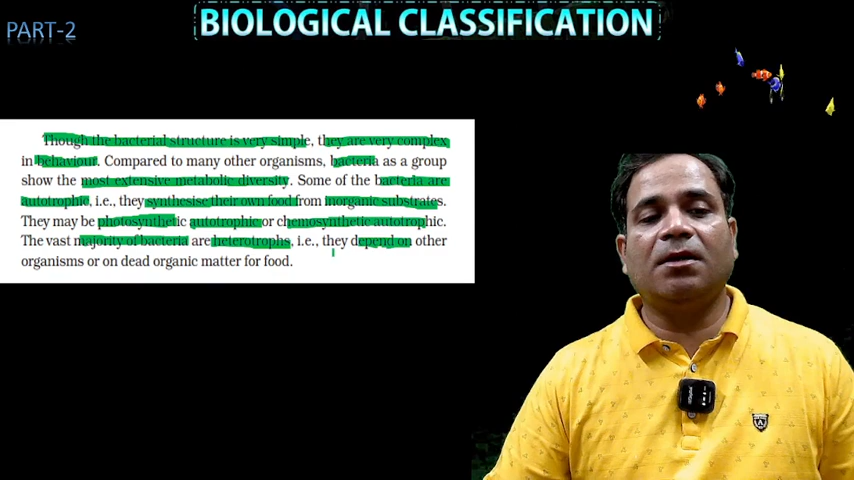 BIOLOGICAL CLASSIFICATION
PART-2
Though the bacterial structure is very simple, they are very complex
in behaviour. Compared to many other organisms, bacteria as a group
show the most extensive metabolic diversity. Some of the bacteria are
autotrophic, i.e., they synthesise their own food from inorganic substrates.
They may be photosynthetic autotrophic or chemosynthetic autotrophic.
The vast majority of bacteria are heterotrophs, i.e., they depend on other
organisms or on dead organic matter for food.